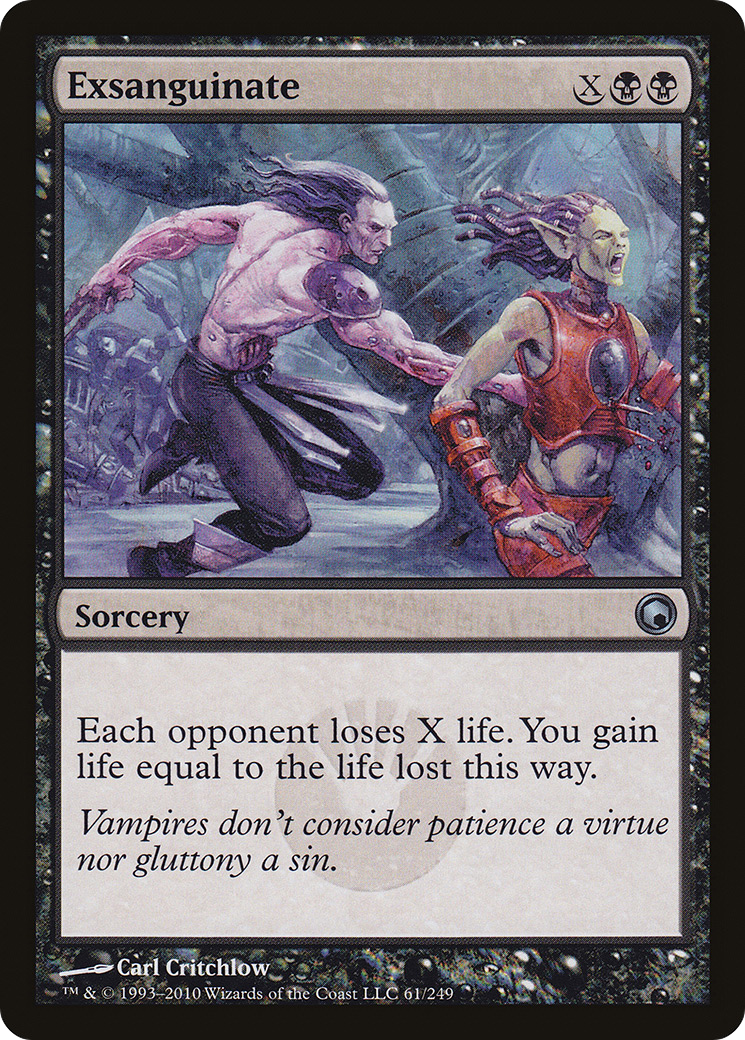 Exsanguinate X
Sorcery
Each opponent loses X life. You gain
life equal to the life lost this way.
Vampires don't consider patience a virtue
nor gluttony a sin.
Carl Critchlow
™ & © 1993–2010 Wizards of the Coast LLC 61/249